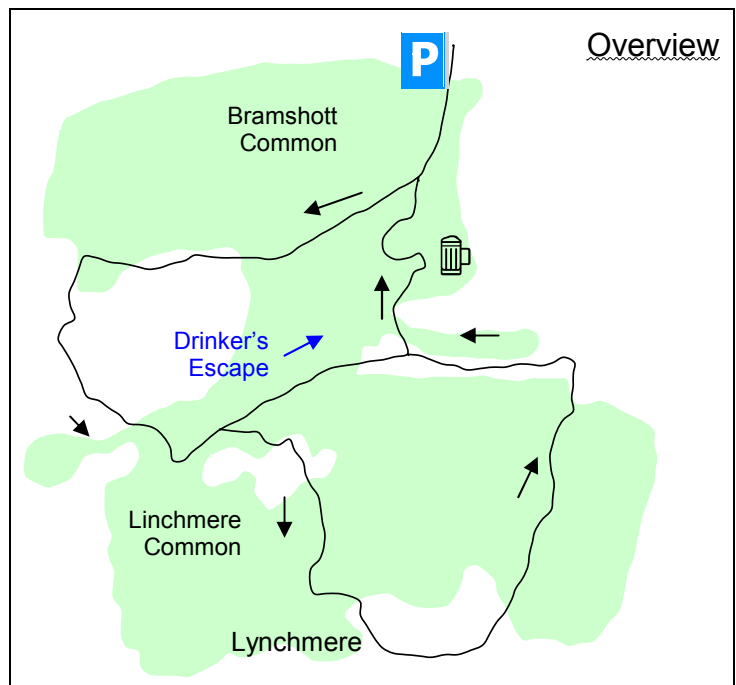 Overview
P
Bramshott
Common
Drinker's
Escape
Linchmere
Common
Lynchmere